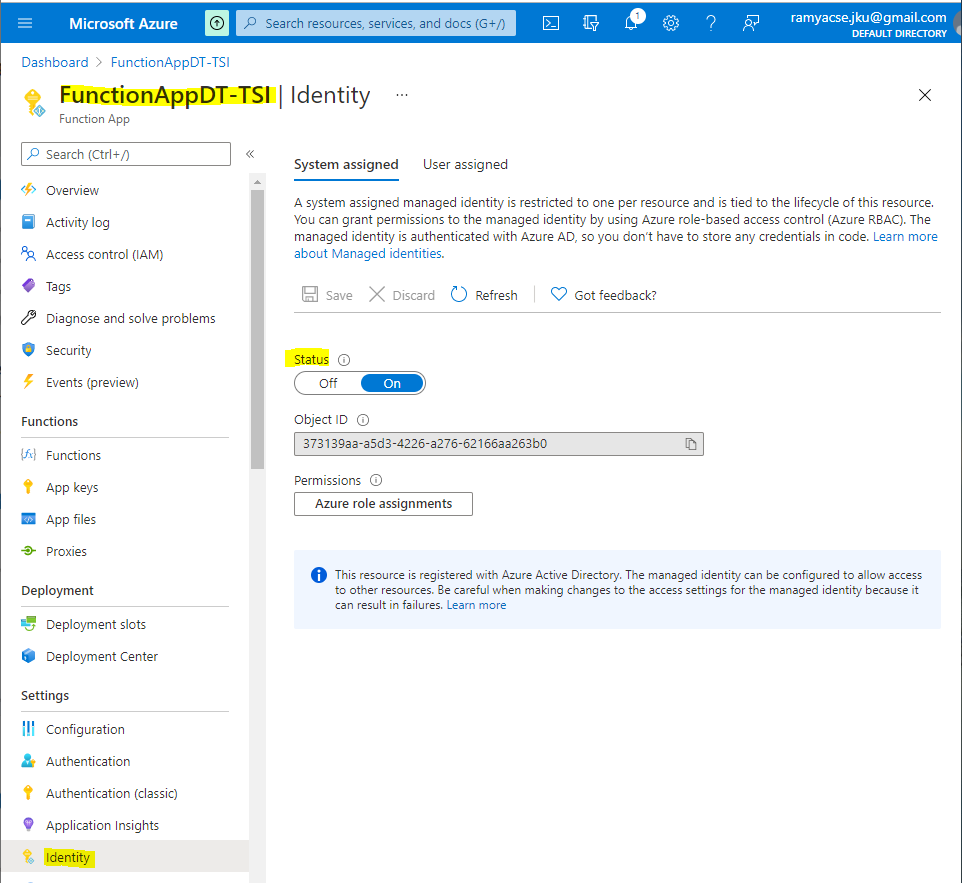 Microsoft Azure
Search resources, services, and docs (G+/)
1
ramyacse.jku@gmail.com
DEFAULT DIRECTORY
Dashboard > FunctionAppDT-TSI
FunctionAppDT-TSI | Identity ...
Function App
Search (Ctrl+/)
«
Overview
Activity log
Access control (IAM)
Tags
Diagnose and solve problems
Security
Events (preview)
Functions
Functions
App keys
App files
Proxies
Deployment
Deployment slots
Deployment Center
Settings
Configuration
Authentication
Authentication (classic)
Application Insights
Identity
System assigned User assigned
A system assigned managed identity is restricted to one per resource and is tied to the lifecycle of this resource.
You can grant permissions to the managed identity by using Azure role-based access control (Azure RBAC). The
managed identity is authenticated with Azure AD, so you don’t have to store any credentials in code. Learn more
about Managed identities.
Save Discard Refresh Got feedback?
Status
Off On
Object ID
373139aa-a5d3-4226-a276-62166aa263b0
Permissions
Azure role assignments
This resource is registered with Azure Active Directory. The managed identity can be configured to allow access
to other resources. Be careful when making changes to the access settings for the managed identity because it
can result in failures. Learn more